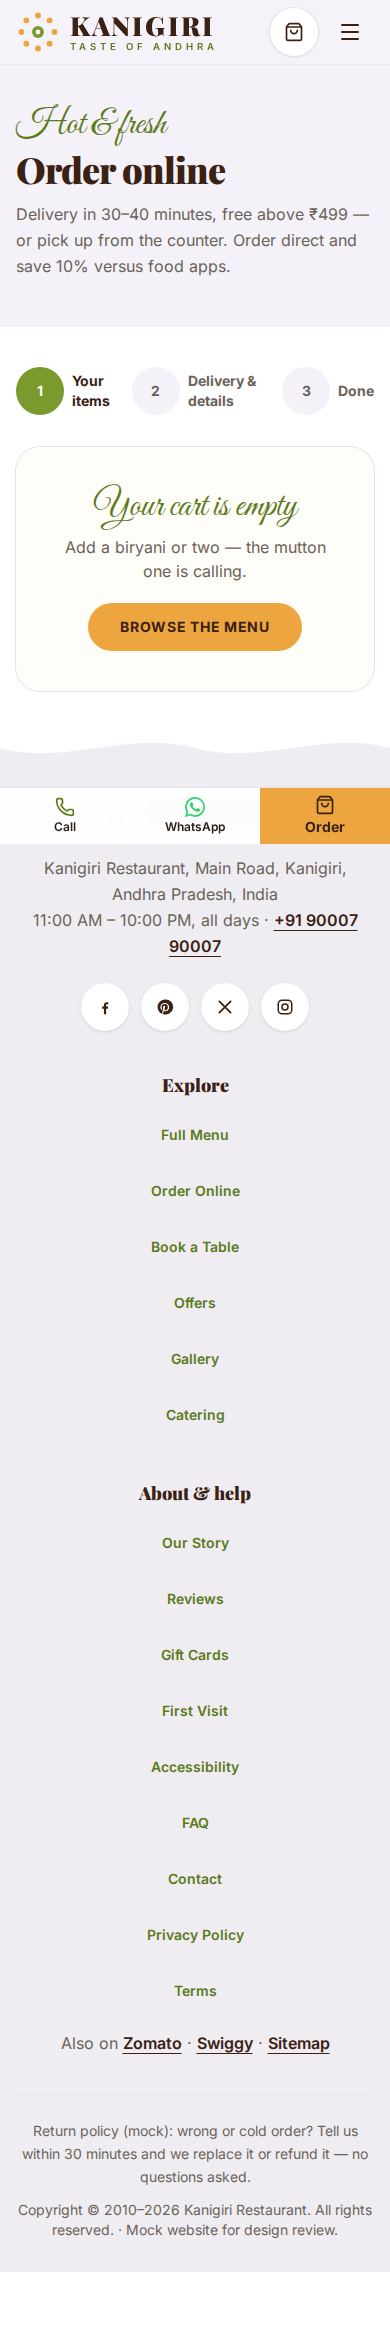 KANIGIRI
TASTE OF ANDHRA
Hot & fresh
Order online
Delivery in 30–40 minutes, free above ₹499 —
or pick up from the counter. Order direct and
save 10% versus food apps.
1 Your items
2 Delivery & details
3 Done
Your cart is empty
Add a biryani or two — the mutton
one is calling.
BROWSE THE MENU
Call
WhatsApp
Order
Kanigiri Restaurant, Main Road, Kanigiri,
Andhra Pradesh, India
11:00 AM – 10:00 PM, all days · +91 90007
90007
Explore
Full Menu
Order Online
Book a Table
Offers
Gallery
Catering
About & help
Our Story
Reviews
Gift Cards
First Visit
Accessibility
FAQ
Contact
Privacy Policy
Terms
Also on Zomato · Swiggy · Sitemap
Return policy (mock): wrong or cold order? Tell us
within 30 minutes and we replace it or refund it — no
questions asked.
Copyright © 2010–2026 Kanigiri Restaurant. All rights
reserved. · Mock website for design review.